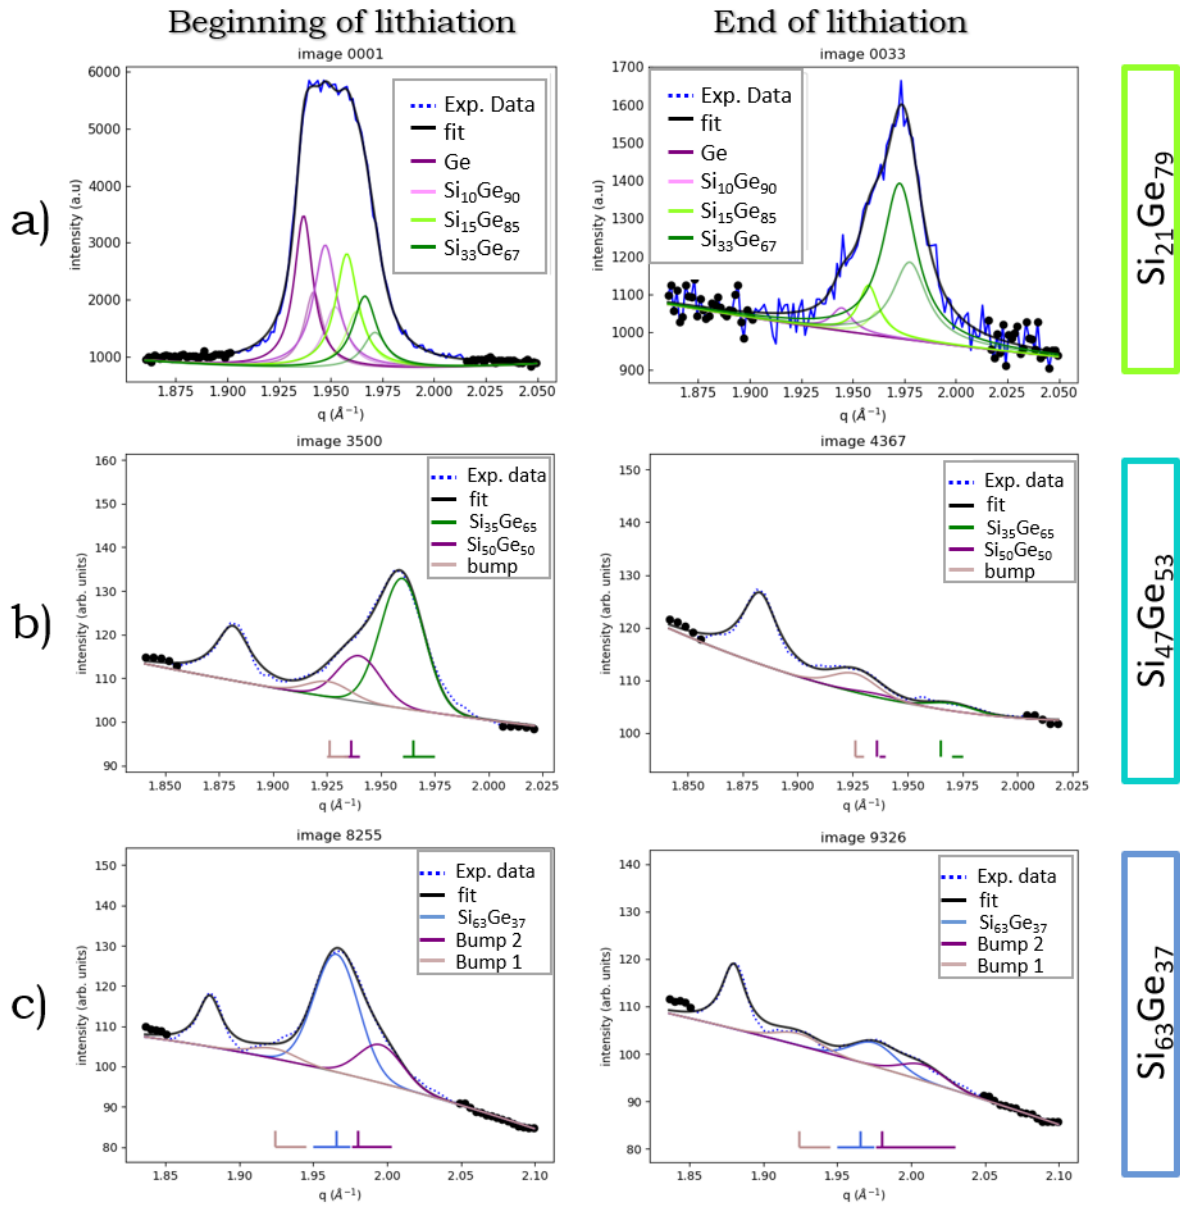 Beginning of lithiation
End of lithiation
a)
image 0001
6000
5000
4000
3000
2000
1000
intensity (a.u)
1.875
1.900
1.925
1.950
1.975
2.000
2.025
2.050
q (Å⁻¹)
Exp. Data
fit
Ge
Si₁₀Ge₉₀
Si₁₅Ge₈₅
Si₃₃Ge₆₇
image 0033
1700
1600
1500
1400
1300
1200
1100
1000
900
intensity (a.u)
1.875
1.900
1.925
1.950
1.975
2.000
2.025
2.050
q (Å⁻¹)
Exp. Data
fit
Ge
Si₁₀Ge₉₀
Si₁₅Ge₈₅
Si₃₃Ge₆₇
Si₂₁Ge₇₉
b)
image 3500
160
150
140
130
120
110
100
90
intensity (arb. units)
1.850
1.875
1.900
1.925
1.950
1.975
2.000
2.025
q (Å⁻¹)
Exp. data
fit
Si₃₅Ge₆₅
Si₅₀Ge₅₀
bump
image 4367
150
140
130
120
110
100
intensity (arb. units)
1.850
1.875
1.900
1.925
1.950
1.975
2.000
2.025
q (Å⁻¹)
Exp. data
fit
Si₃₅Ge₆₅
Si₅₀Ge₅₀
bump
Si₄₇Ge₅₃
c)
image 8255
150
140
130
120
110
100
90
80
intensity (arb. units)
1.85
1.90
1.95
2.00
2.05
2.10
q (Å⁻¹)
Exp. data
fit
Si₆₃Ge₃₇
Bump 2
Bump 1
image 9326
140
130
120
110
100
90
80
intensity (arb. units)
1.85
1.90
1.95
2.00
2.05
2.10
q (Å⁻¹)
Exp. data
fit
Si₆₃Ge₃₇
Bump 2
Bump 1
Si₆₃Ge₃₇